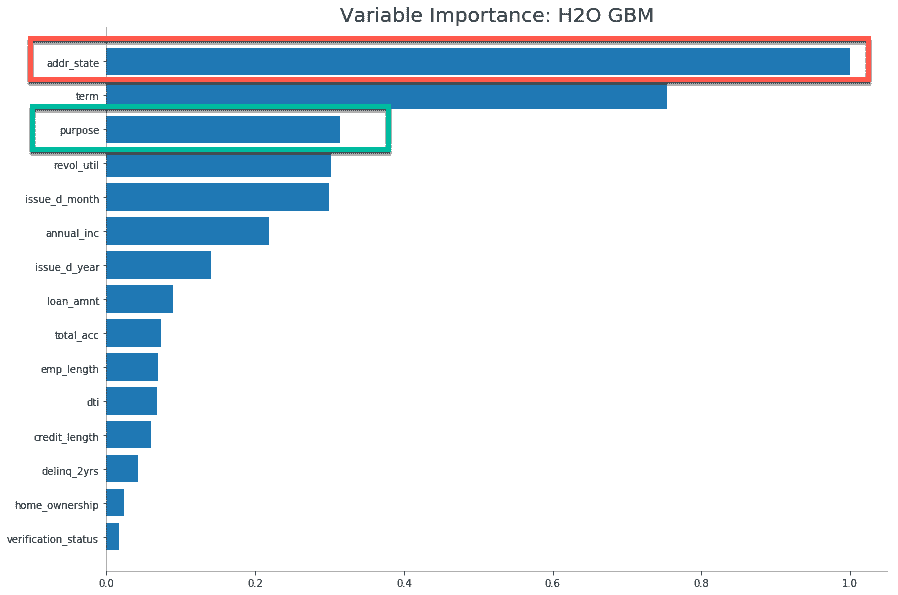 Variable Importance: H2O GBM
addr_state
term
purpose
revol_util
issue_d_month
annual_inc
issue_d_year
loan_amnt
total_acc
emp_length
dti
credit_length
delinq_2yrs
home_ownership
verification_status
0.0 0.2 0.4 0.6 0.8 1.0